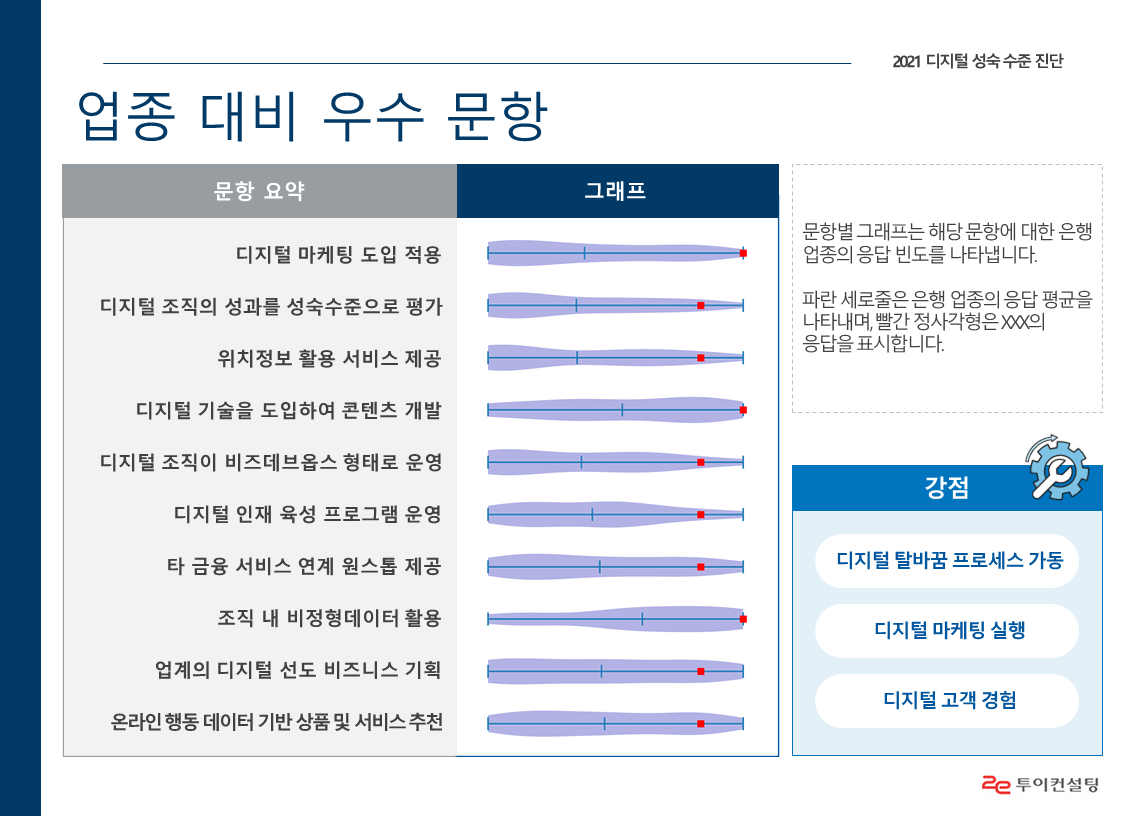 2021 디지털 성숙 수준 진단
업종 대비 우수 문항
문항 요약
그래프
디지털 마케팅 도입 적용
디지털 조직의 성과를 성숙수준으로 평가
위치정보 활용 서비스 제공
디지털 기술을 도입하여 콘텐츠 개발
디지털 조직이 비즈데브옵스 형태로 운영
디지털 인재 육성 프로그램 운영
타 금융 서비스 연계 원스톱 제공
조직 내 비정형데이터 활용
업계의 디지털 선도 비즈니스 기획
온라인 행동 데이터 기반 상품 및 서비스 추천
문항별 그래프는 해당 문항에 대한 은행
업종의 응답 빈도를 나타냅니다.
파란 세로줄은 은행 업종의 응답 평균을
나타내며, 빨간 정사각형은 XXX의
응답을 표시합니다.
강점
디지털 탈바꿈 프로세스 가동
디지털 마케팅 실행
디지털 고객 경험
2e 투이컨설팅